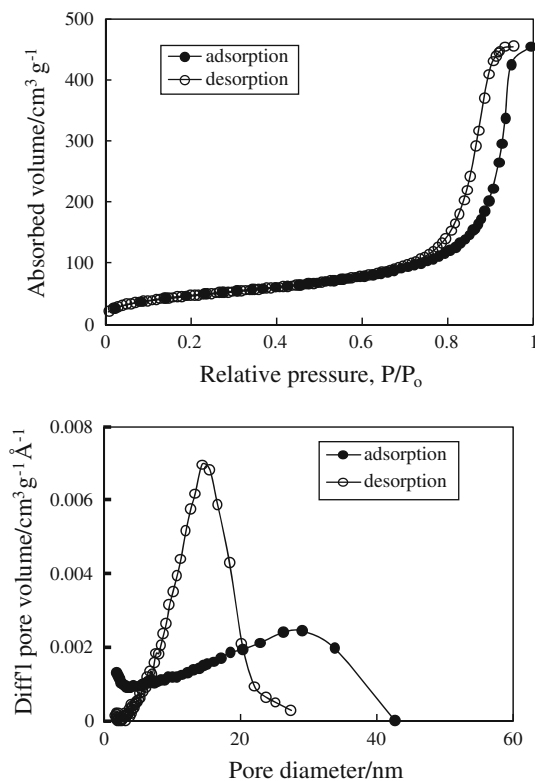 500
400
300
200
100
0
Absorbed volume/cm³ g⁻¹
adsorption
desorption
0 0.2 0.4 0.6 0.8 1
Relative pressure, P/Pₒ
0.008
0.006
0.004
0.002
0
Diff'l pore volume/cm³ g⁻¹ Å⁻¹
adsorption
desorption
0 20 40 60
Pore diameter/nm